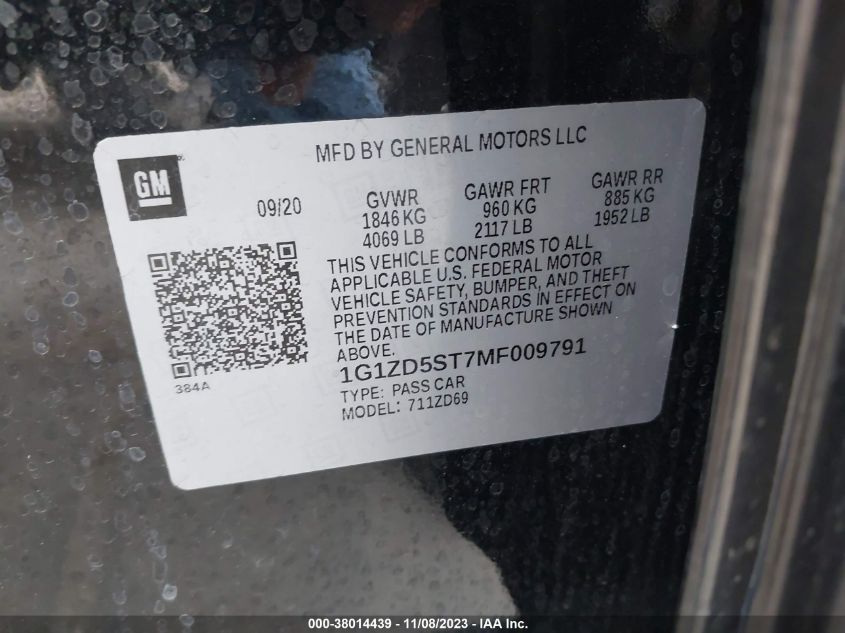 MFD BY GENERAL MOTORS LLC
GM
09/20
GVWR
1846 KG
4069 LB
GAWR FRT
960 KG
2117 LB
GAWR RR
885 KG
1952 LB
THIS VEHICLE CONFORMS TO ALL
APPLICABLE U.S. FEDERAL MOTOR
VEHICLE SAFETY, BUMPER, AND THEFT
PREVENTION STANDARDS IN EFFECT ON
THE DATE OF MANUFACTURE SHOWN
ABOVE.
384A
1G1ZD5ST7MF009791
TYPE: PASS CAR
MODEL: 711ZD69
000-38014439 - 11/08/2023 - © IAA Inc.